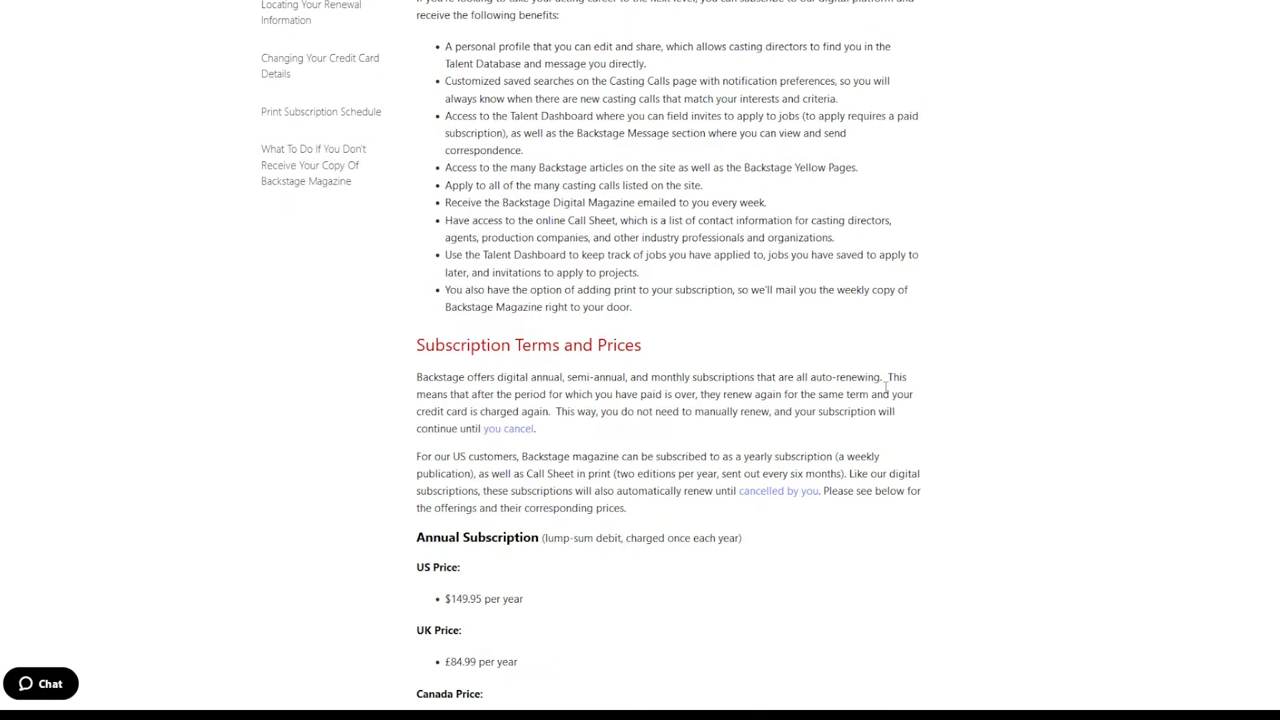 Locating Your Renewal
Information
Changing Your Credit Card
Details
Print Subscription Schedule
What To Do If You Don't
Receive Your Copy Of
Backstage Magazine
receive the following benefits:
• A personal profile that you can edit and share, which allows casting directors to find you in the
Talent Database and message you directly.
• Customized saved searches on the Casting Calls page with notification preferences, so you will
always know when there are new casting calls that match your interests and criteria.
• Access to the Talent Dashboard where you can field invites to apply to jobs (to apply requires a paid
subscription), as well as the Backstage Message section where you can view and send
correspondence.
• Access to the many Backstage articles on the site as well as the Backstage Yellow Pages.
• Apply to all of the many casting calls listed on the site.
• Receive the Backstage Digital Magazine emailed to you every week.
• Have access to the online Call Sheet, which is a list of contact information for casting directors,
agents, production companies, and other industry professionals and organizations.
• Use the Talent Dashboard to keep track of jobs you have applied to, jobs you have saved to apply to
later, and invitations to apply to projects.
• You also have the option of adding print to your subscription, so we'll mail you the weekly copy of
Backstage Magazine right to your door.
Subscription Terms and Prices
Backstage offers digital annual, semi-annual, and monthly subscriptions that are all auto-renewing. This
means that after the period for which you have paid is over, they renew again for the same term and your
credit card is charged again. This way, you do not need to manually renew, and your subscription will
continue until you cancel.
For our US customers, Backstage magazine can be subscribed to as a yearly subscription (a weekly
publication), as well as Call Sheet in print (two editions per year, sent out every six months). Like our digital
subscriptions, these subscriptions will also automatically renew until cancelled by you. Please see below for
the offerings and their corresponding prices.
Annual Subscription (lump-sum debit, charged once each year)
US Price:
• $149.95 per year
UK Price:
• £84.99 per year
Canada Price:
Chat